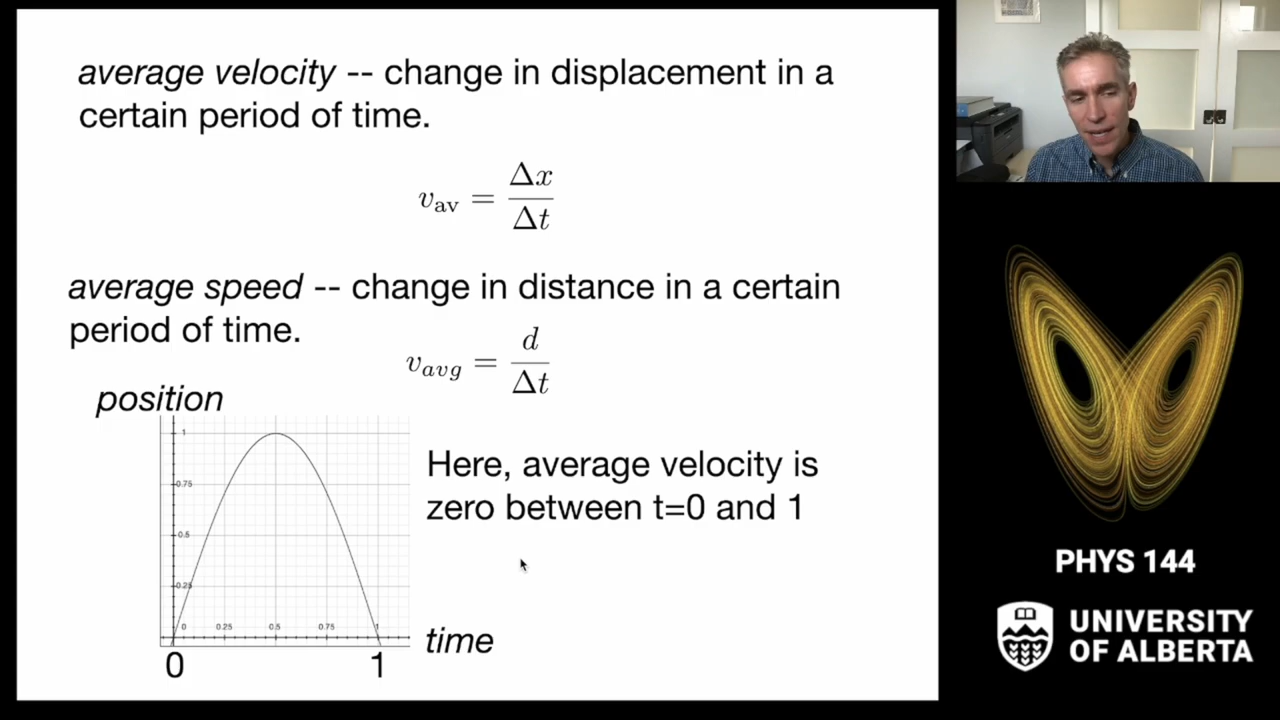 average velocity -- change in displacement in a
certain period of time.
v_av = Δx/Δt
average speed -- change in distance in a certain
period of time.
v_avg = d/Δt
position
1
0.75
0.5
0.25
0 0.25 0.5 0.75 1
0 1
time
Here, average velocity is
zero between t=0 and 1
PHYS 144
UNIVERSITY
OF ALBERTA